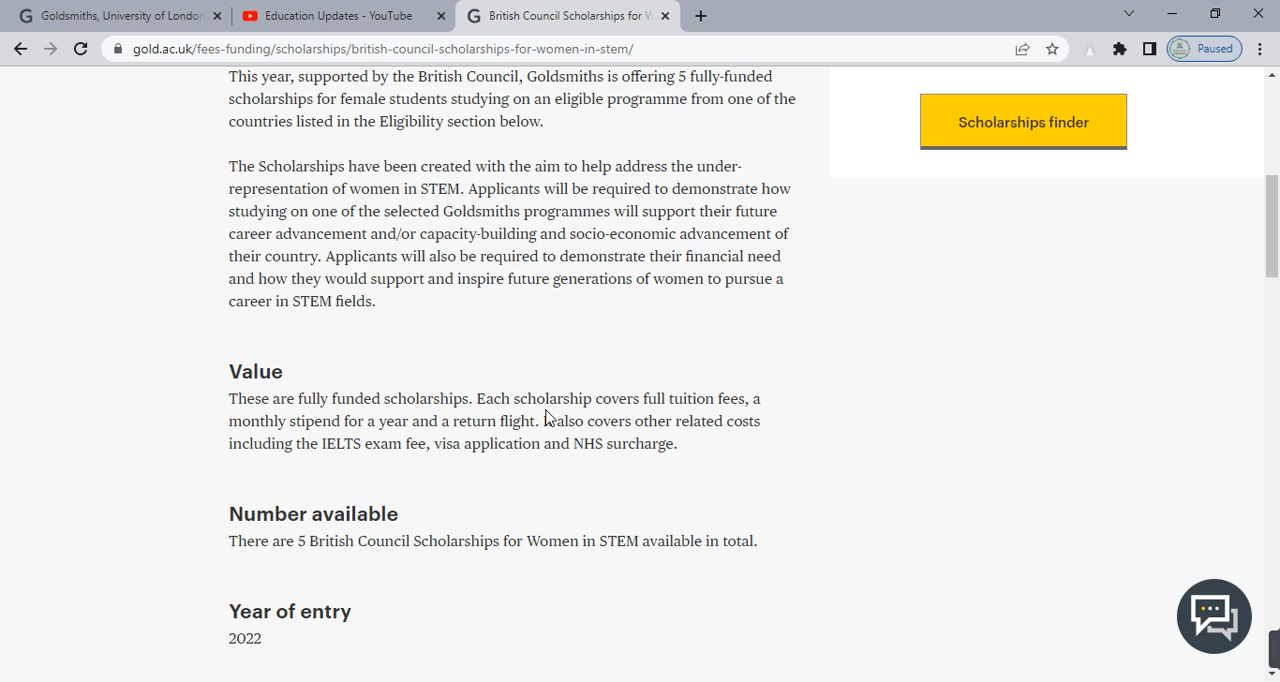 Goldsmiths, University of London
Education Updates - YouTube
British Council Scholarships for W
Paused
gold.ac.uk/fees-funding/scholarships/british-council-scholarships-for-women-in-stem/
This year, supported by the British Council, Goldsmiths is offering 5 fully-funded
scholarships for female students studying on an eligible programme from one of the
countries listed in the Eligibility section below.
Scholarships finder
The Scholarships have been created with the aim to help address the under-
representation of women in STEM. Applicants will be required to demonstrate how
studying on one of the selected Goldsmiths programmes will support their future
career advancement and/or capacity-building and socio-economic advancement of
their country. Applicants will also be required to demonstrate their financial need
and how they would support and inspire future generations of women to pursue a
career in STEM fields.
Value
These are fully funded scholarships. Each scholarship covers full tuition fees, a
monthly stipend for a year and a return flight. It also covers other related costs
including the IELTS exam fee, visa application and NHS surcharge.
Number available
There are 5 British Council Scholarships for Women in STEM available in total.
Year of entry
2022